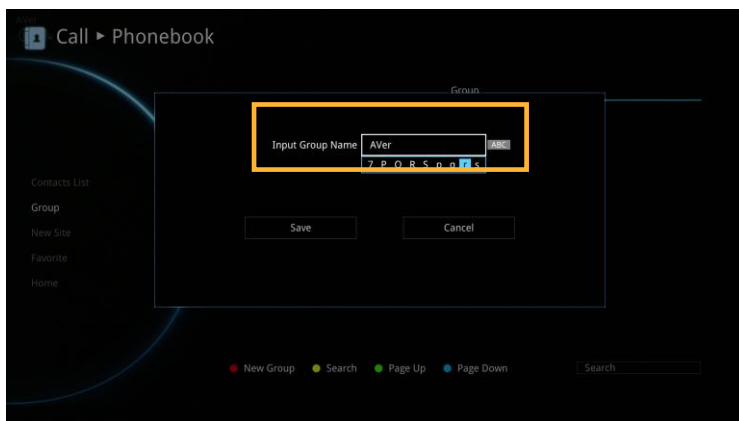 AVer
Call ▸ Phonebook
Group
Input Group Name AVer ABC
7 P Q R S p q r s
Contacts List
Group
New Site
Favorite
Home
Save Cancel
New Group Search Page Up Page Down Search